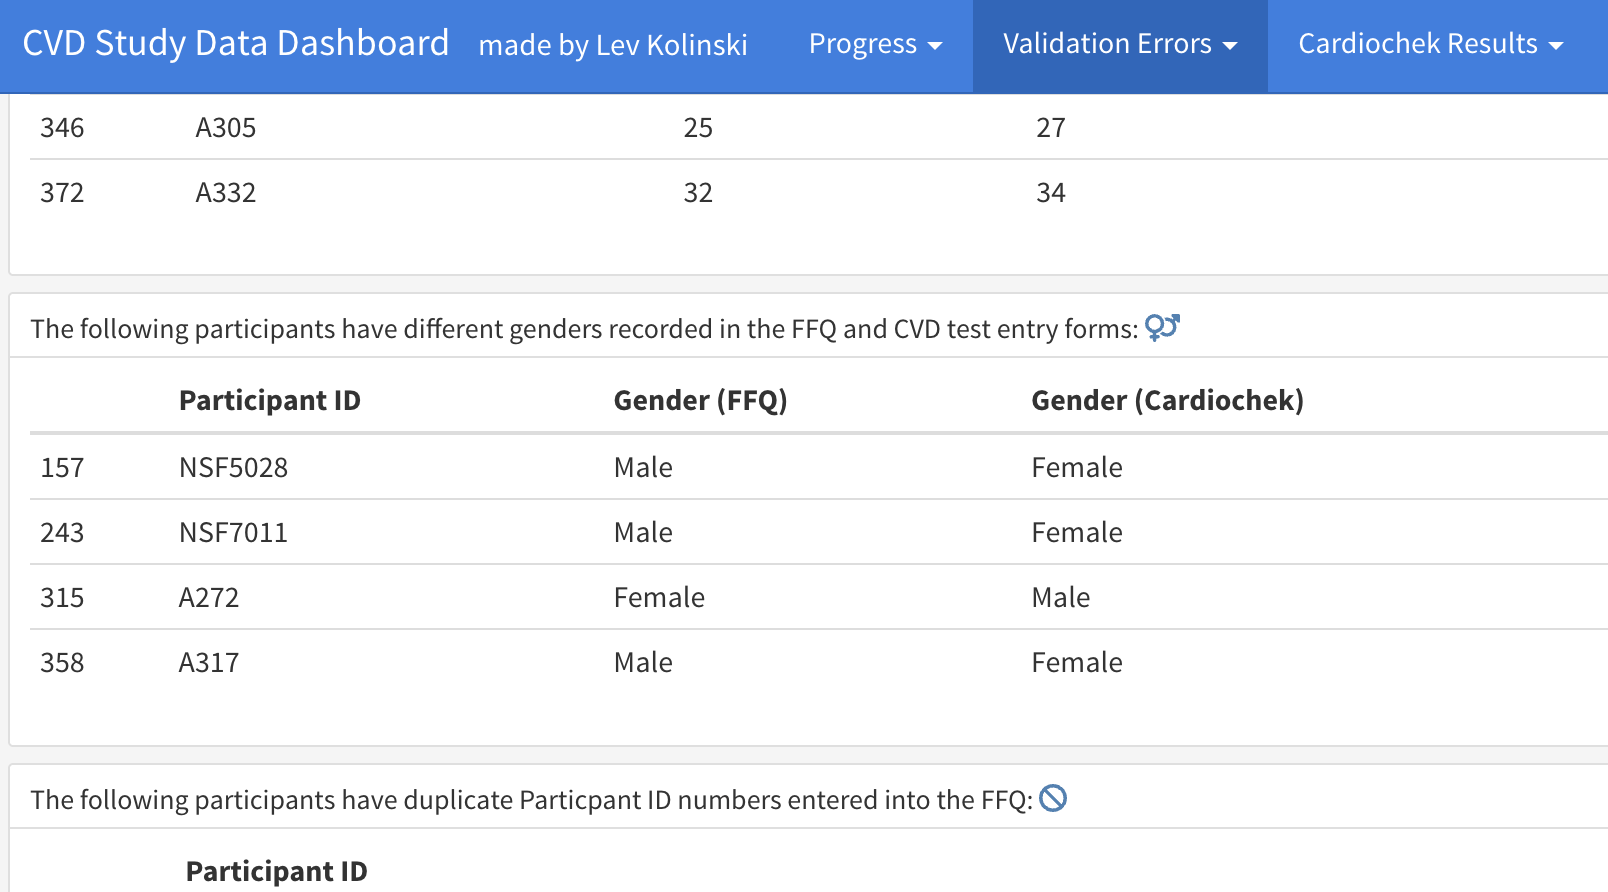 CVD Study Data Dashboard made by Lev Kolinski Progress Validation Errors Cardiochek Results
346 A305 25 27
372 A332 32 34
The following participants have different genders recorded in the FFQ and CVD test entry forms:
Participant ID Gender (FFQ) Gender (Cardiochek)
157 NSF5028 Male Female
243 NSF7011 Male Female
315 A272 Female Male
358 A317 Male Female
The following participants have duplicate Particpant ID numbers entered into the FFQ:
Participant ID